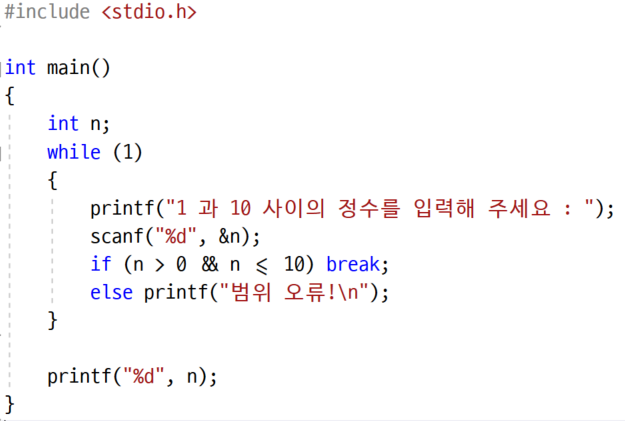 #include <stdio.h>
int main()
{
int n;
while (1)
{
printf("1 과 10 사이의 정수를 입력해 주세요 : ");
scanf("%d", &n);
if (n > 0 && n <= 10) break;
else printf("범위 오류!\n");
}
printf("%d", n);
}